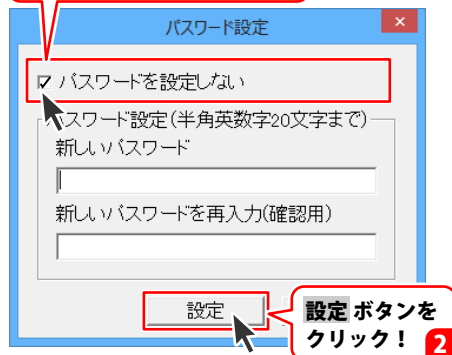 パスワード設定
×
パスワードを設定しない
パスワード設定(半角英数字20文字まで)
新しいパスワード
新しいパスワードを再入力(確認用)
設定
設定 ボタンを
クリック！ 2